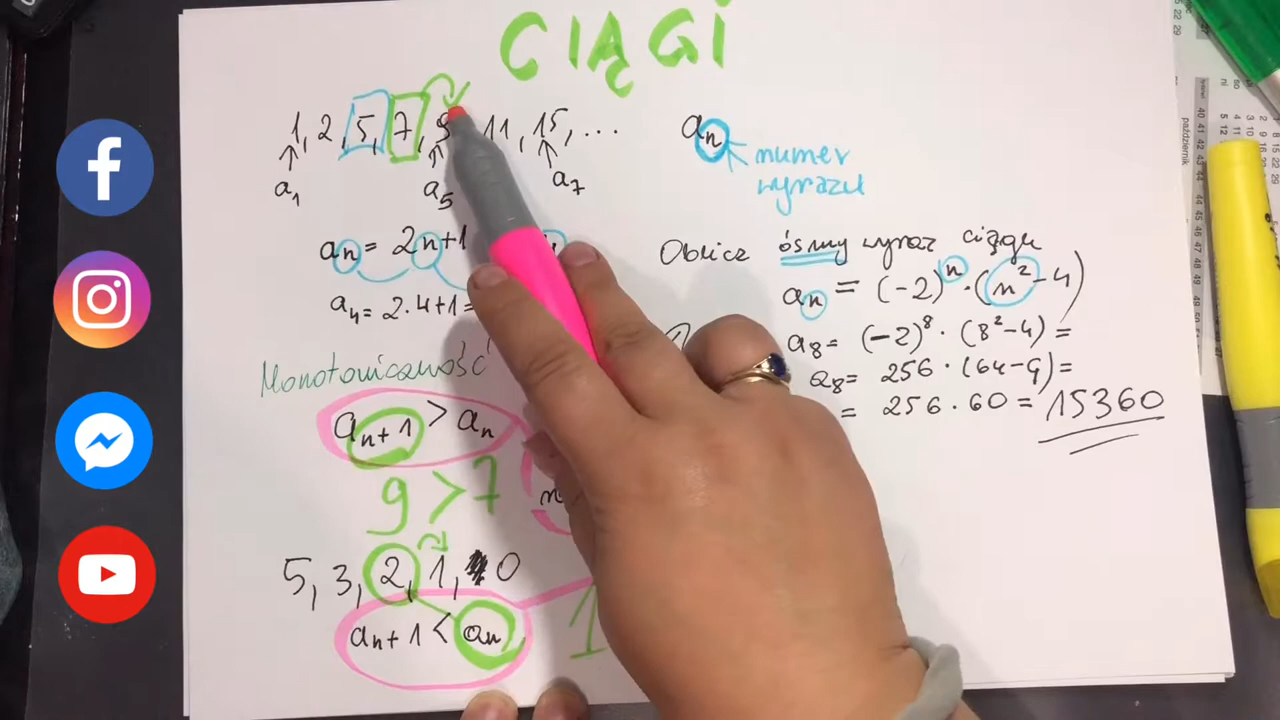 CIĄGI
1, 2, 5, 7, 9, 11, 15, ...
a1 a5 a7
an
numer
wyrazu
an = 2n+1
a4 = 2·4+1=
Oblicz ósmy wyraz ciągu
an = (-2)^n · (n²-4)
a8 = (-2)^8 · (8²-4) =
a8 = 256 · (64-4) =
= 256 · 60 = 15360
Monotoniczność
an+1 > an
9 > 7
5, 3, 2, 1, 0
an+1 < an
1
październik